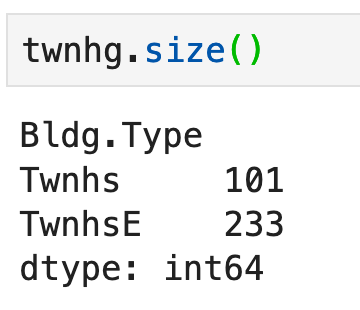 twnhg.size()
Bldg.Type
Twnhs     101
TwnhsE    233
dtype: int64